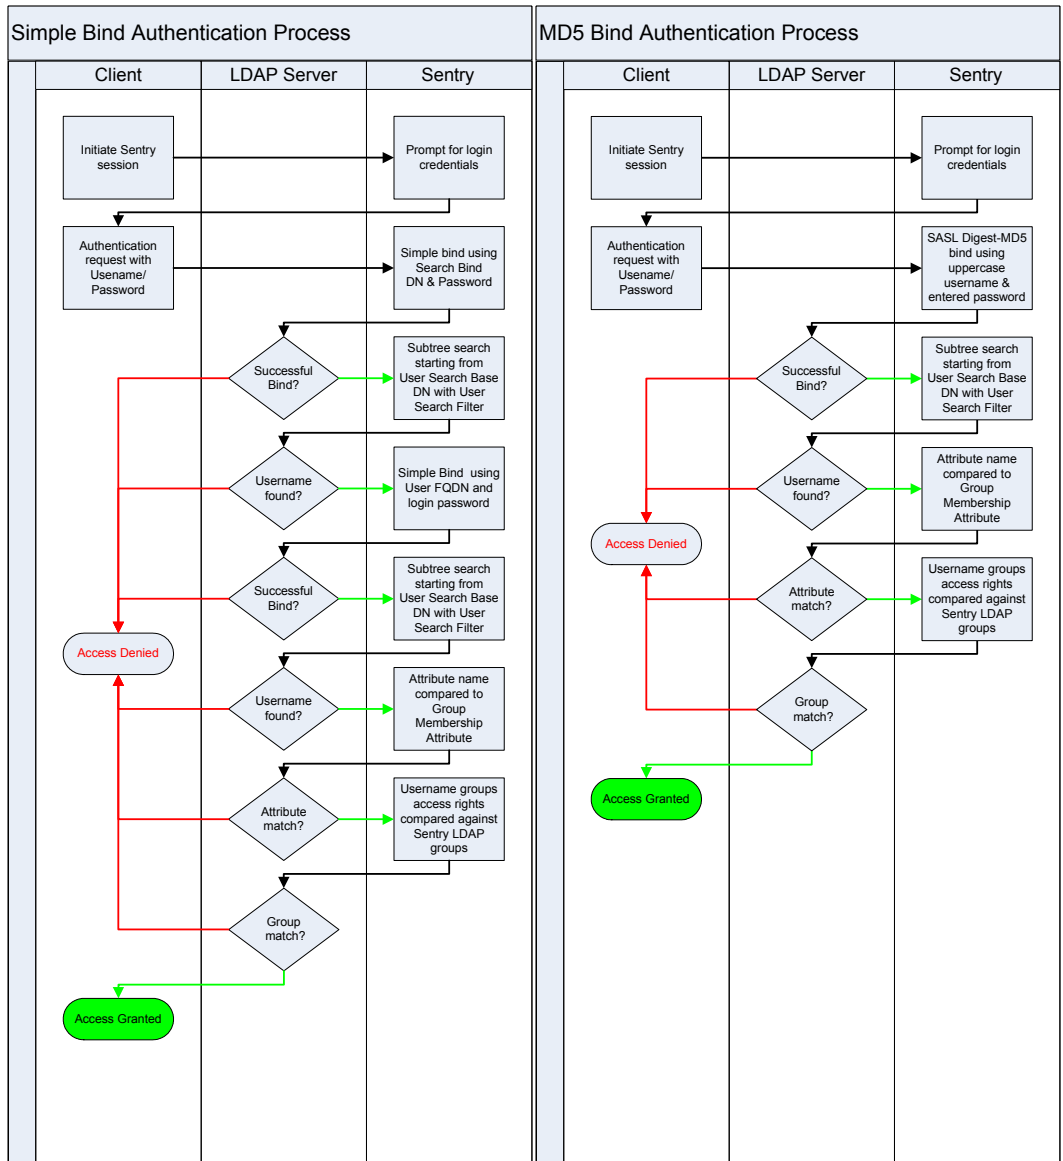 Simple Bind Authentication Process
Client
LDAP Server
Sentry
Initiate Sentry
session
Prompt for login
credentials
Authentication
request with
Usename/
Password
Simple bind using
Search Bind
DN & Password
Successful
Bind?
Subtree search
starting from
User Search Base
DN with User
Search Filter
Username
found?
Simple Bind using
User FQDN and
login password
Successful
Bind?
Subtree search
starting from
User Search Base
DN with User
Search Filter
Access Denied
Username
found?
Attribute name
compared to
Group
Membership
Attribute
Attribute
match?
Username groups
access rights
compared against
Sentry LDAP
groups
Group
match?
Access Granted
MD5 Bind Authentication Process
Client
LDAP Server
Sentry
Initiate Sentry
session
Prompt for login
credentials
Authentication
request with
Usename/
Password
SASL Digest-MD5
bind using
uppercase
username &
entered password
Successful
Bind?
Subtree search
starting from
User Search Base
DN with User
Search Filter
Username
found?
Attribute name
compared to
Group
Membership
Attribute
Access Denied
Attribute
match?
Username groups
access rights
compared against
Sentry LDAP
groups
Group
match?
Access Granted